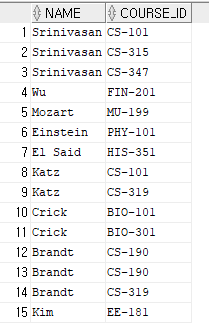 NAME COURSE_ID
1 Srinivasan CS-101
2 Srinivasan CS-315
3 Srinivasan CS-347
4 Wu FIN-201
5 Mozart MU-199
6 Einstein PHY-101
7 El Said HIS-351
8 Katz CS-101
9 Katz CS-319
10 Crick BIO-101
11 Crick BIO-301
12 Brandt CS-190
13 Brandt CS-190
14 Brandt CS-319
15 Kim EE-181